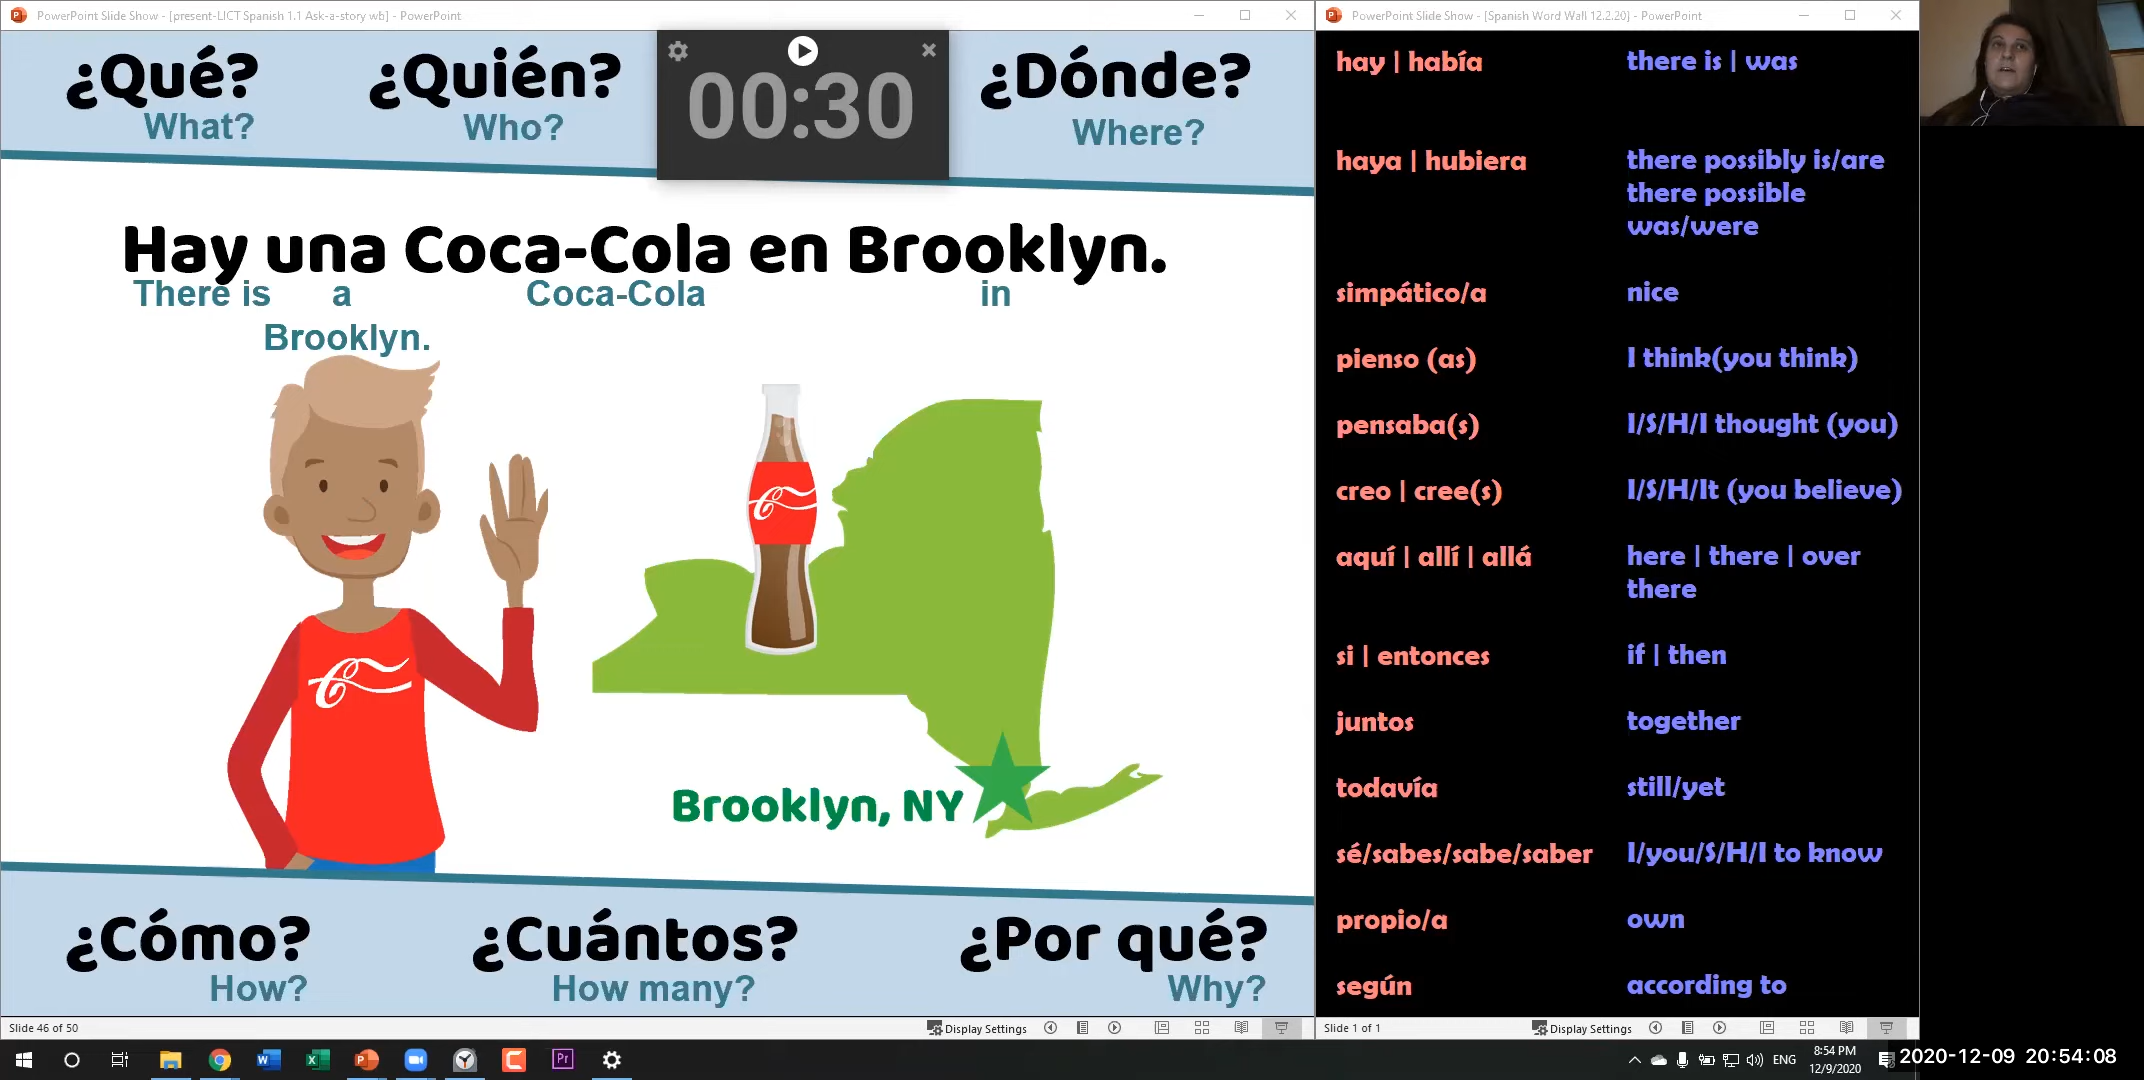 PowerPoint Slide Show - [present-LICT Spanish 1.1 Ask-a-story wb] - PowerPoint
¿Qué?
What?
¿Quién?
Who?
00:30
¿Dónde?
Where?
Hay una Coca-Cola en Brooklyn.
There is a Coca-Cola in
Brooklyn.
Brooklyn, NY
¿Cómo?
How?
¿Cuántos?
How many?
¿Por qué?
Why?
Slide 46 of 50
Display Settings
PowerPoint Slide Show - [Spanish Word Wall 12.2.20] - PowerPoint
hay | había there is | was
haya | hubiera there possibly is/are
there possible
was/were
simpático/a nice
pienso (as) I think(you think)
pensaba(s) I/S/H/I thought (you)
creo | cree(s) I/S/H/It (you believe)
aquí | allí | allá here | there | over
there
si | entonces if | then
juntos together
todavía still/yet
sé/sabes/sabe/saber I/you/S/H/I to know
propio/a own
según according to
Slide 1 of 1
Display Settings
ENG
8:54 PM
12/9/2020
2020-12-09 20:54:08